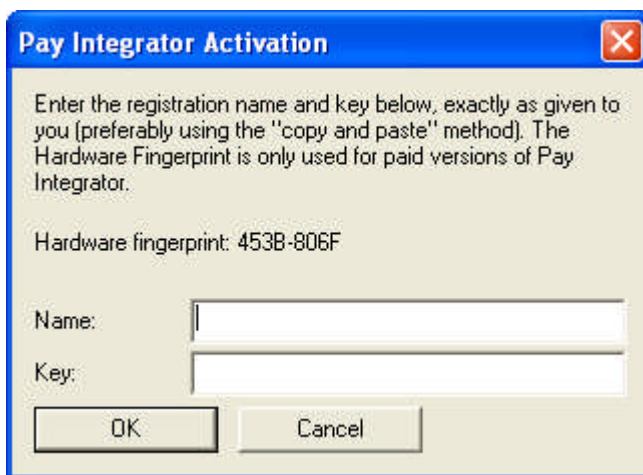 Pay Integrator Activation
Enter the registration name and key below, exactly as given to
you (preferably using the "copy and paste" method). The
Hardware Fingerprint is only used for paid versions of Pay
Integrator.
Hardware fingerprint: 453B-806F
Name:
Key:
OK Cancel